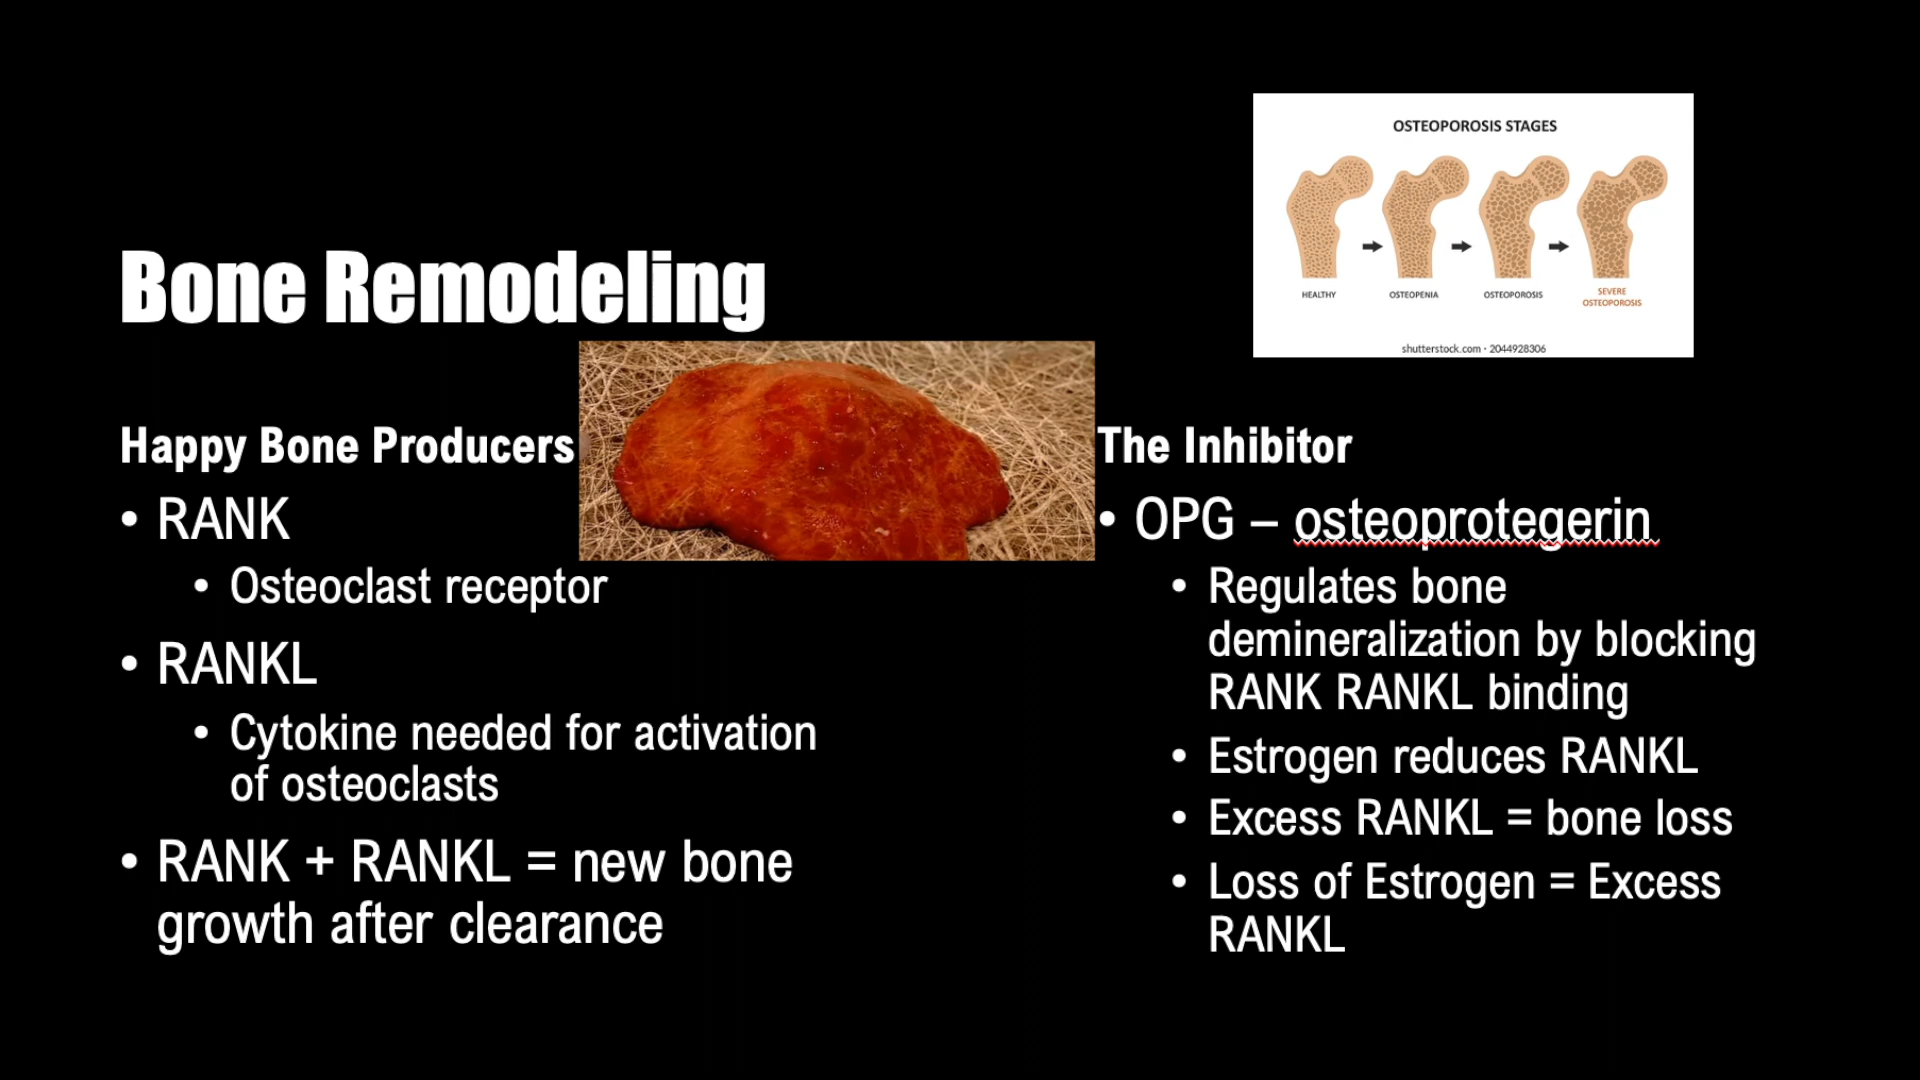 OSTEOPOROSIS STAGES
HEALTHY
OSTEOPENIA
OSTEOPOROSIS
SEVERE
OSTEOPOROSIS
shutterstock.com · 2044928306
Bone Remodeling
Happy Bone Producers
• RANK
• Osteoclast receptor
• RANKL
• Cytokine needed for activation
of osteoclasts
• RANK + RANKL = new bone
growth after clearance
The Inhibitor
• OPG – osteoprotegerin
• Regulates bone
demineralization by blocking
RANK RANKL binding
• Estrogen reduces RANKL
• Excess RANKL = bone loss
• Loss of Estrogen = Excess
RANKL